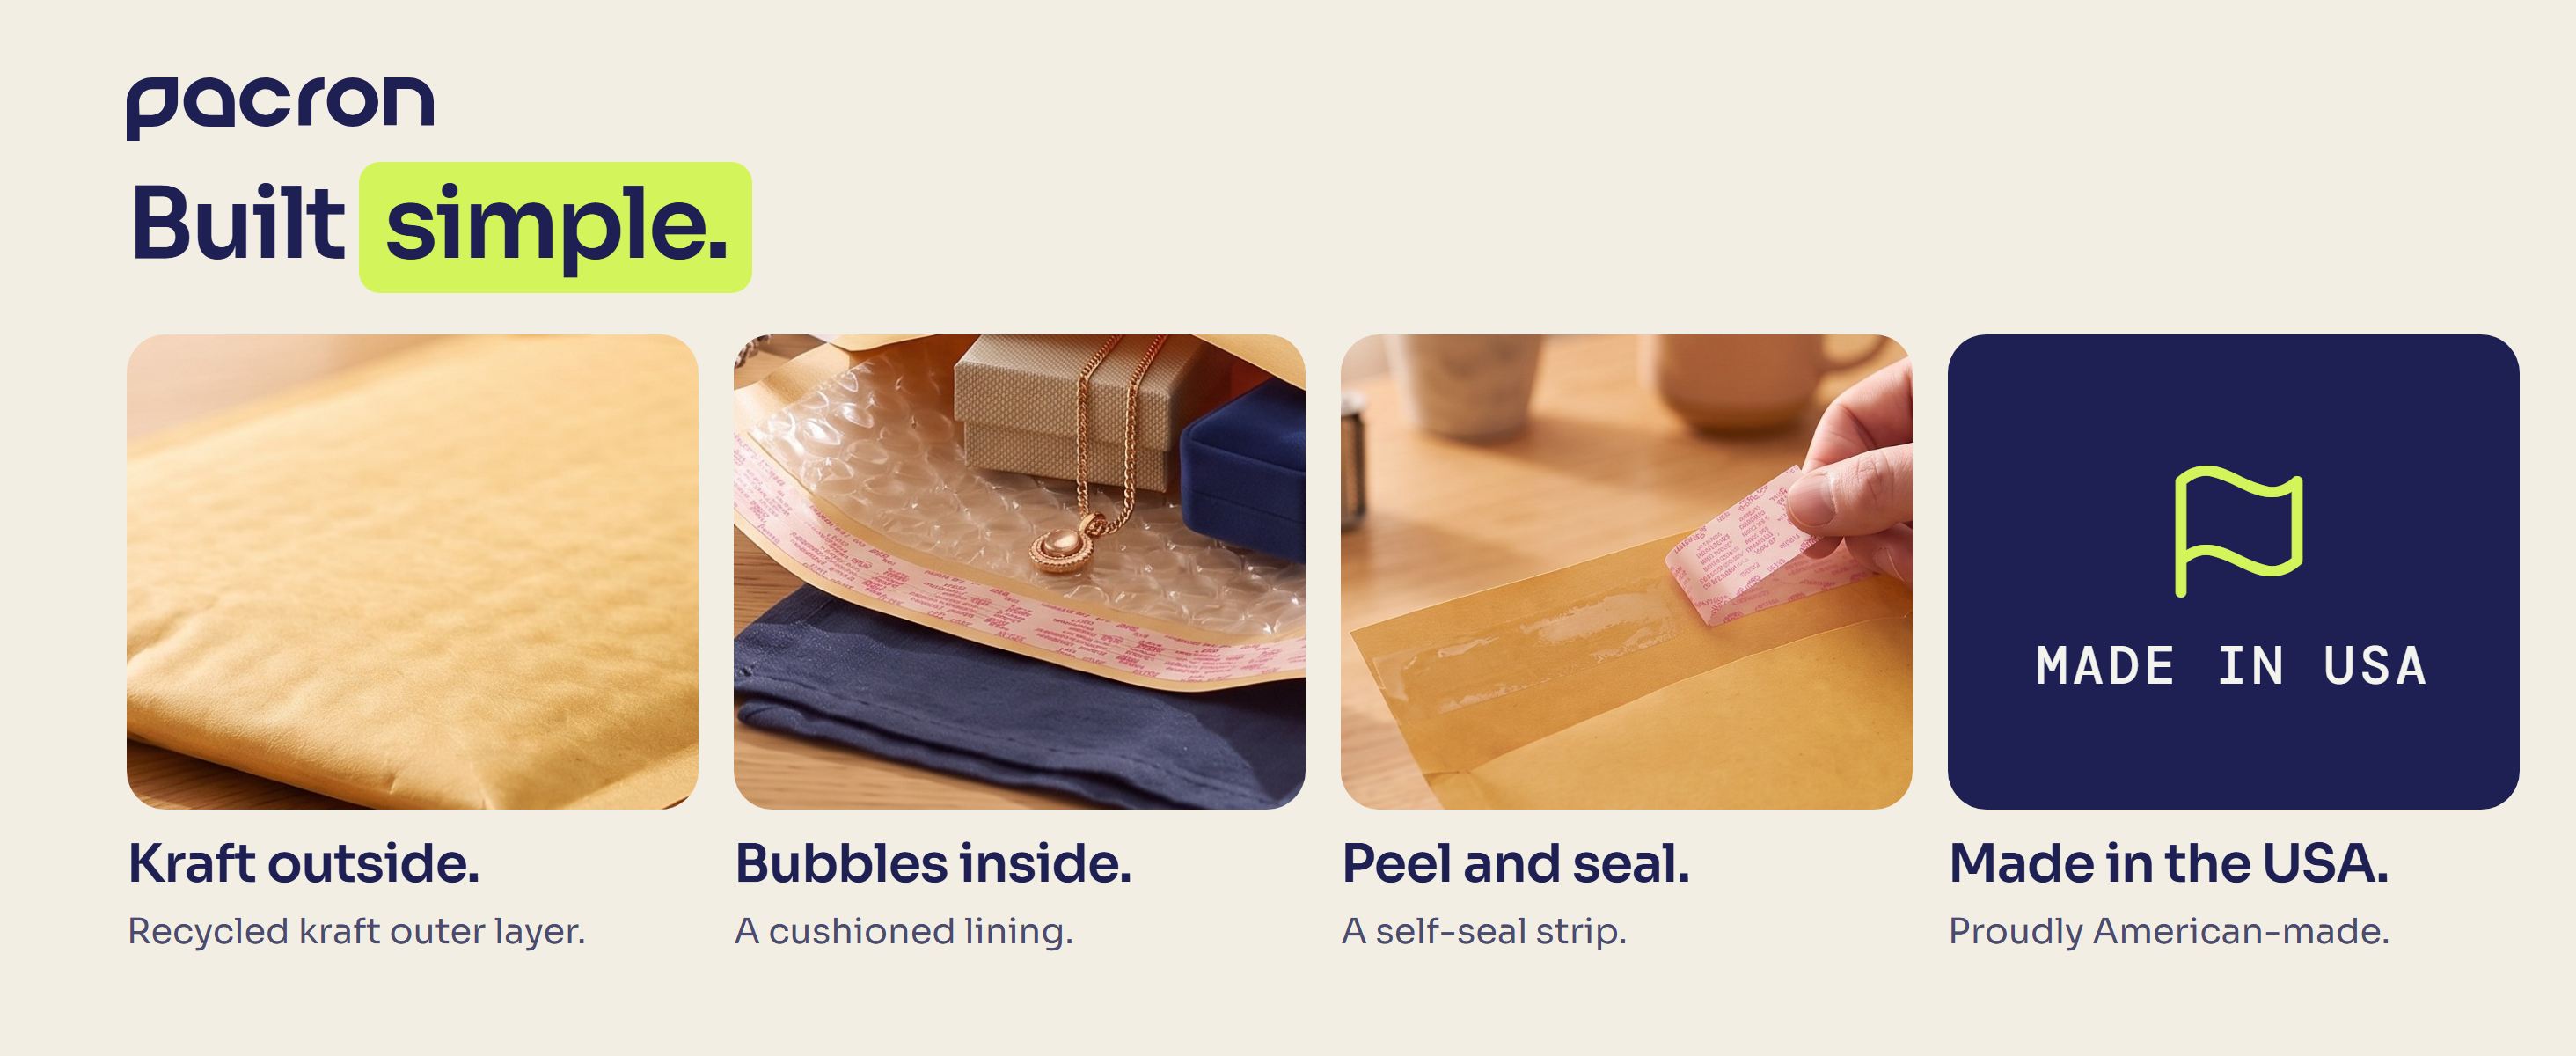 pacron
Built simple.
MADE IN USA
Kraft outside.
Bubbles inside.
Peel and seal.
Made in the USA.
Recycled kraft outer layer.
A cushioned lining.
A self-seal strip.
Proudly American-made.